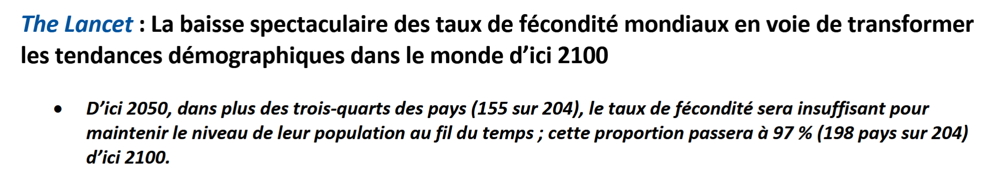 The Lancet : La baisse spectaculaire des taux de fécondité mondiaux en voie de transformer
les tendances démographiques dans le monde d’ici 2100
• D’ici 2050, dans plus des trois-quarts des pays (155 sur 204), le taux de fécondité sera insuffisant pour
maintenir le niveau de leur population au fil du temps ; cette proportion passera à 97 % (198 pays sur 204)
d’ici 2100.